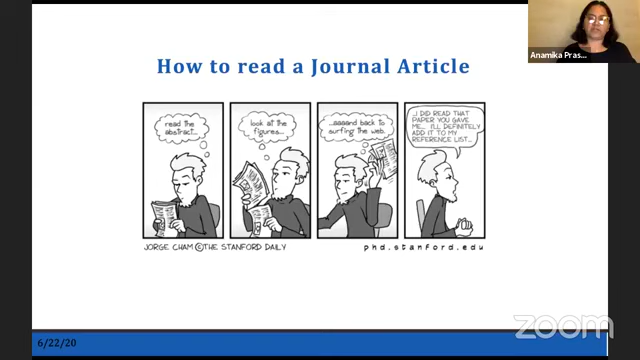 Anamika Pras...
How to read a Journal Article
read the
abstract...
look at the
figures...
...aaaand back to
surfing the web.
...I DID READ THAT
PAPER YOU GAVE
ME... I'LL DEFINITELY
ADD IT TO MY
REFERENCE LIST...
JORGE CHAM ©THE STANFORD DAILY
phd.stanford.edu
zoom
6/22/20